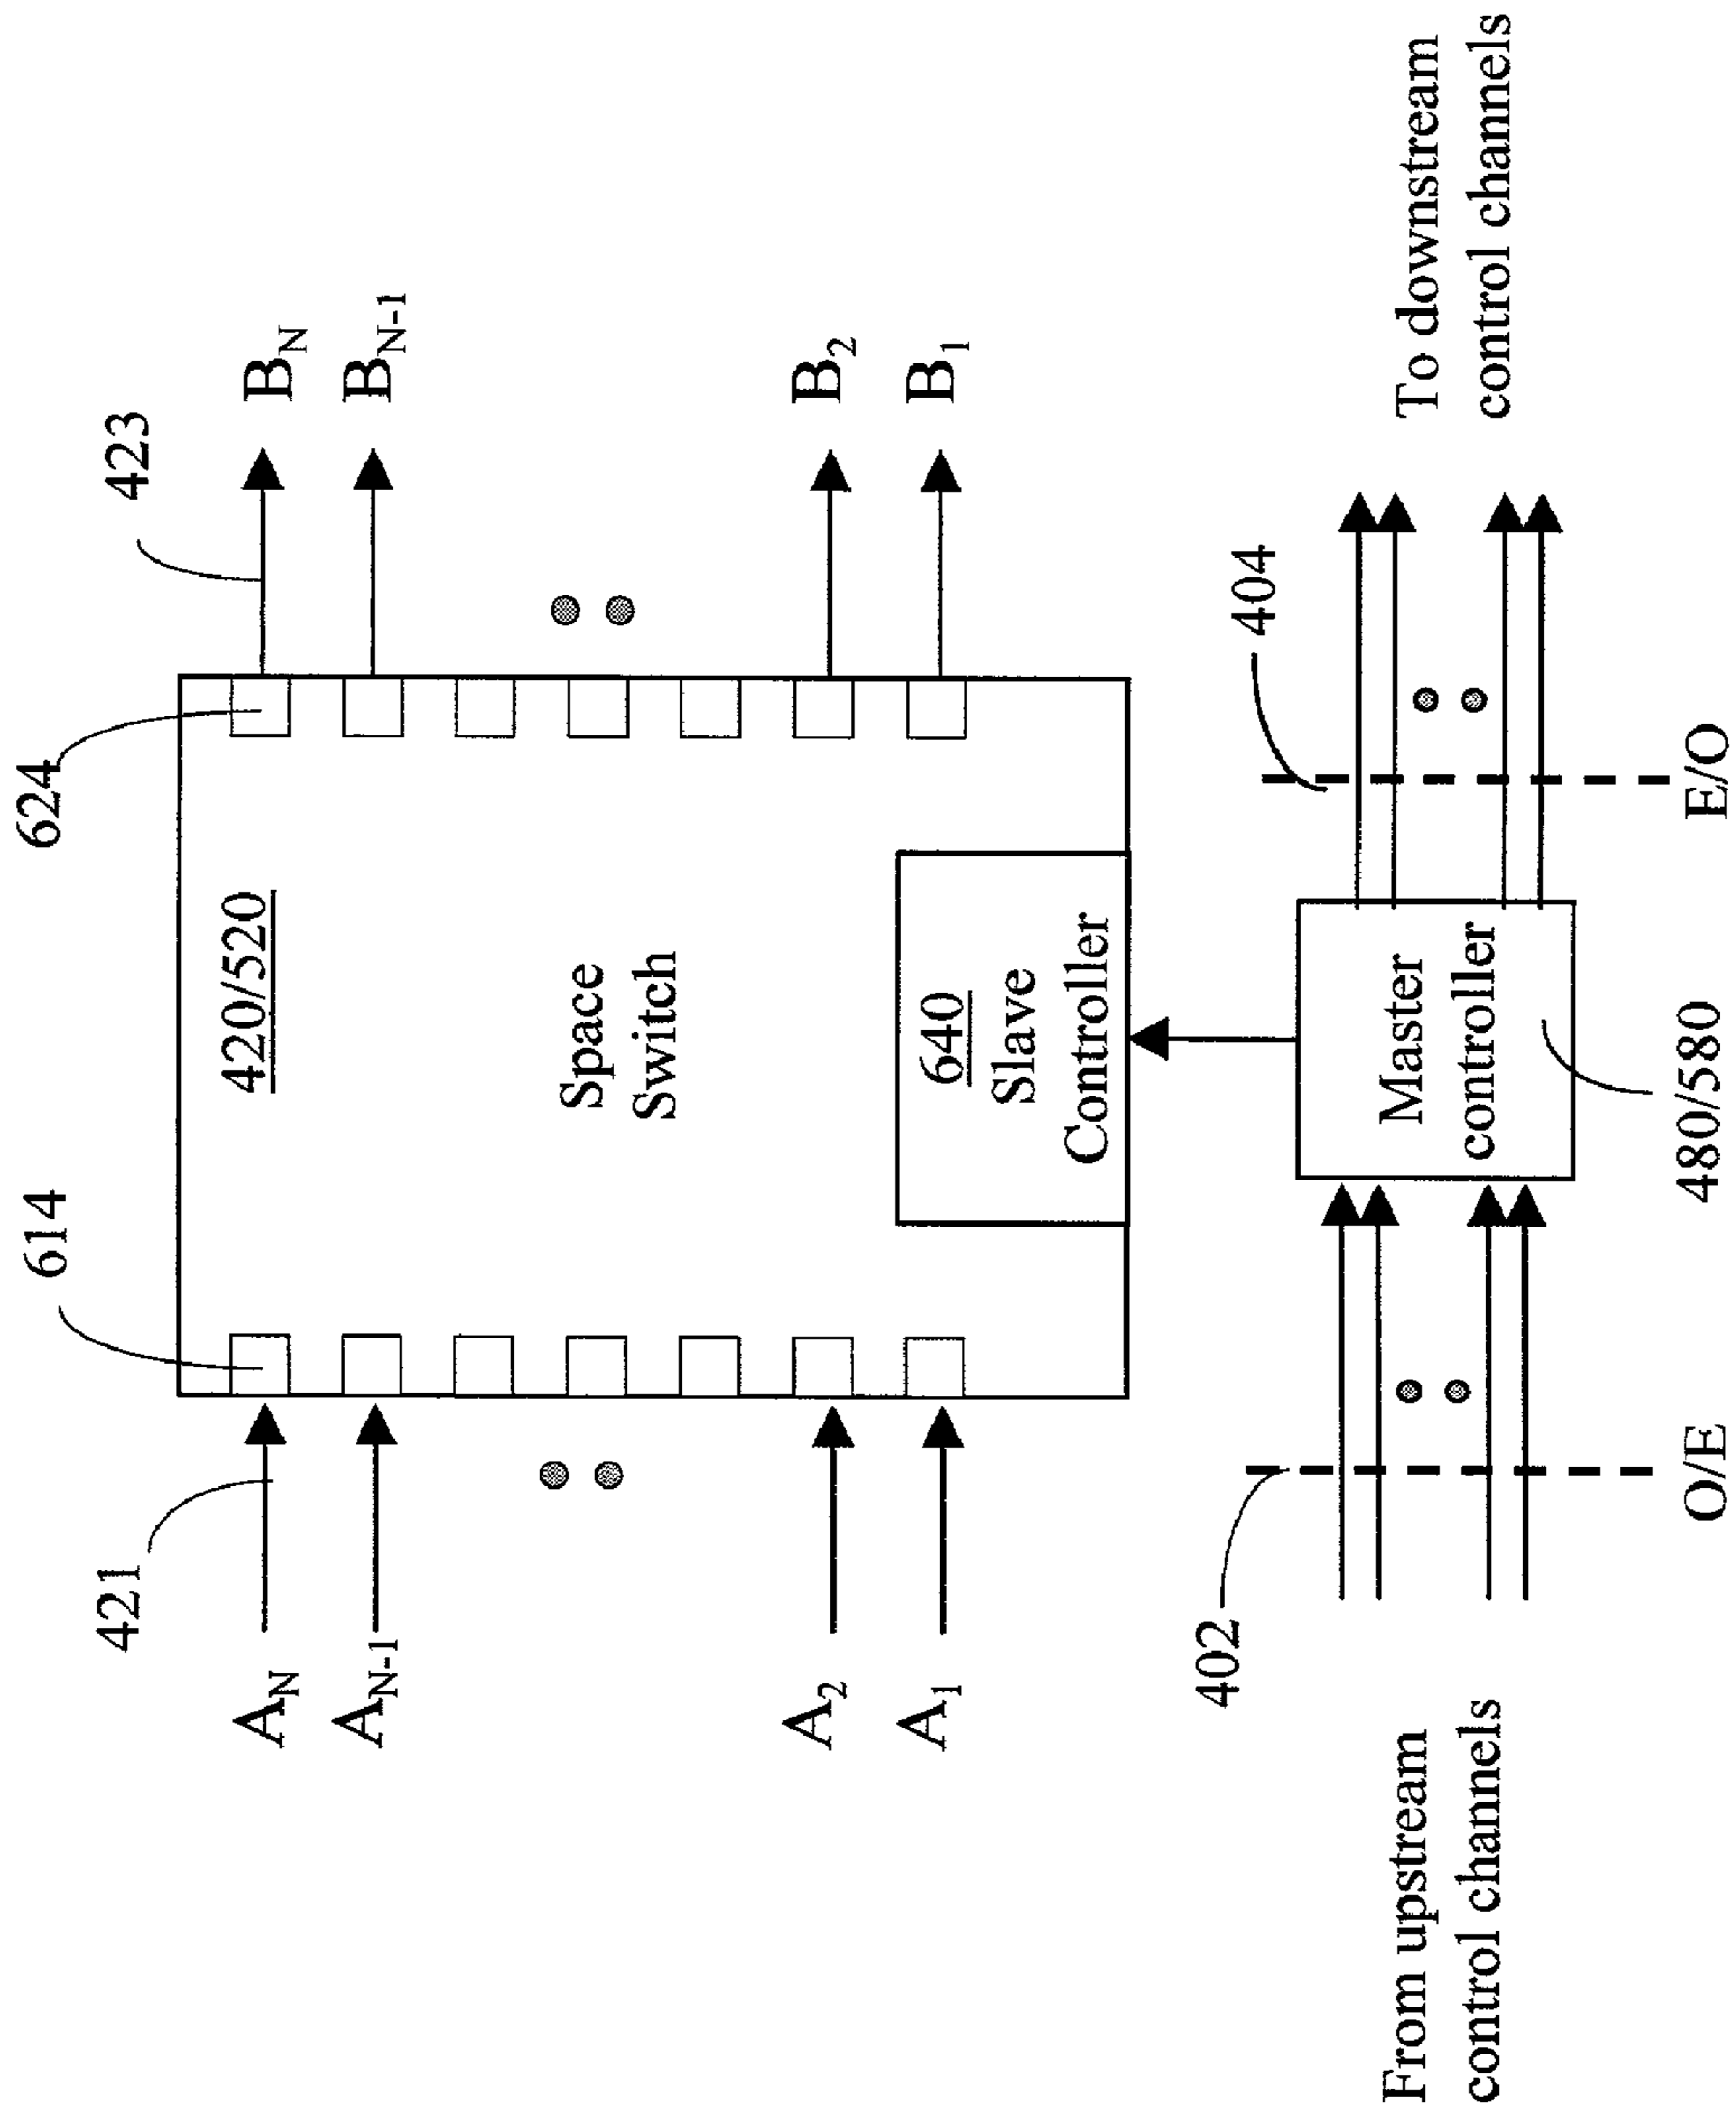 614
624
421
423
A_N
420/520
B_N
A_N-1
B_N-1
Space
Switch
A_2
B_2
A_1
640
B_1
Slave
Controller
402
404
From upstream
control channels
Master
controller
To downstream
control channels
O/E
480/580
E/O